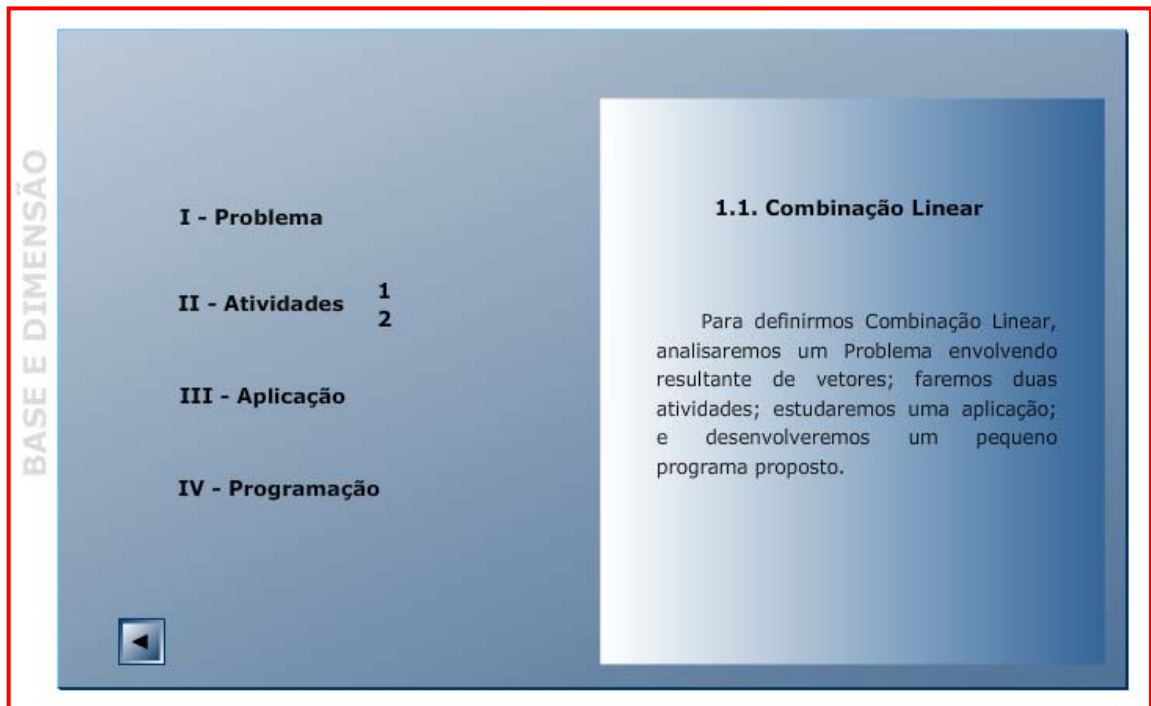 BASE E DIMENSÃO
I - Problema
II - Atividades
1
2
III - Aplicação
IV - Programação
1.1. Combinação Linear
Para definirmos Combinação Linear,
analisaremos um Problema envolvendo
resultante de vetores; faremos duas
atividades; estudaremos uma aplicação;
e desenvolveremos um pequeno
programa proposto.